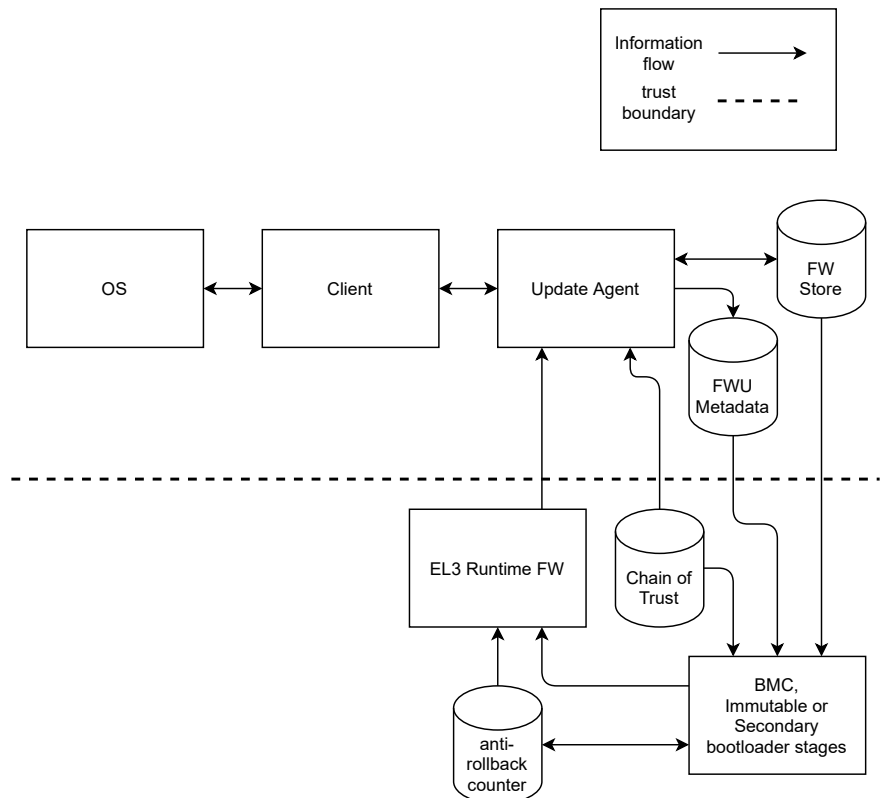 Information
flow
trust
boundary
OS
Client
Update Agent
FW
Store
FWU
Metadata
EL3 Runtime FW
Chain of
Trust
BMC,
Immutable or
Secondary
bootloader stages
anti-
rollback
counter